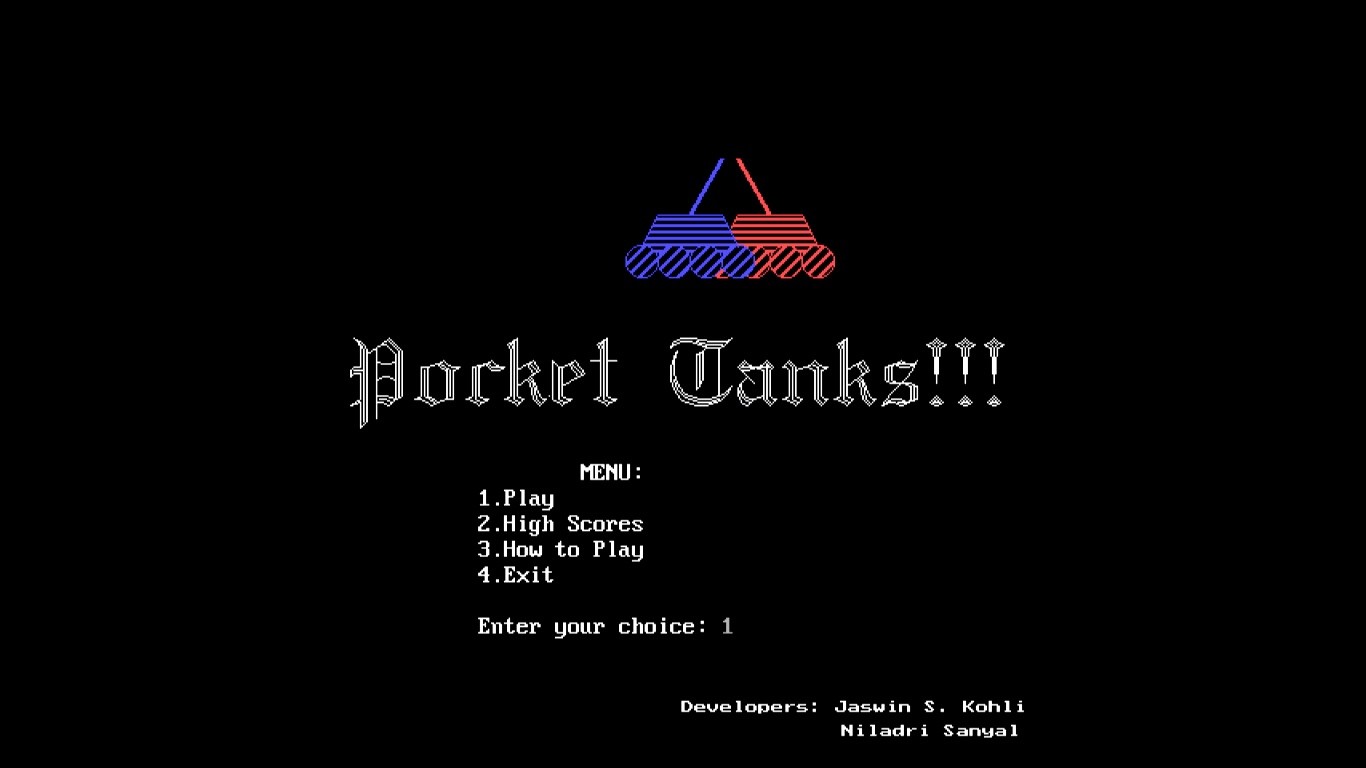 Pocket Tanks!!!
MENU:
1.Play
2.High Scores
3.How to Play
4.Exit
Enter your choice: 1
Developers: Jaswin S. Kohli
Niladri Sanyal